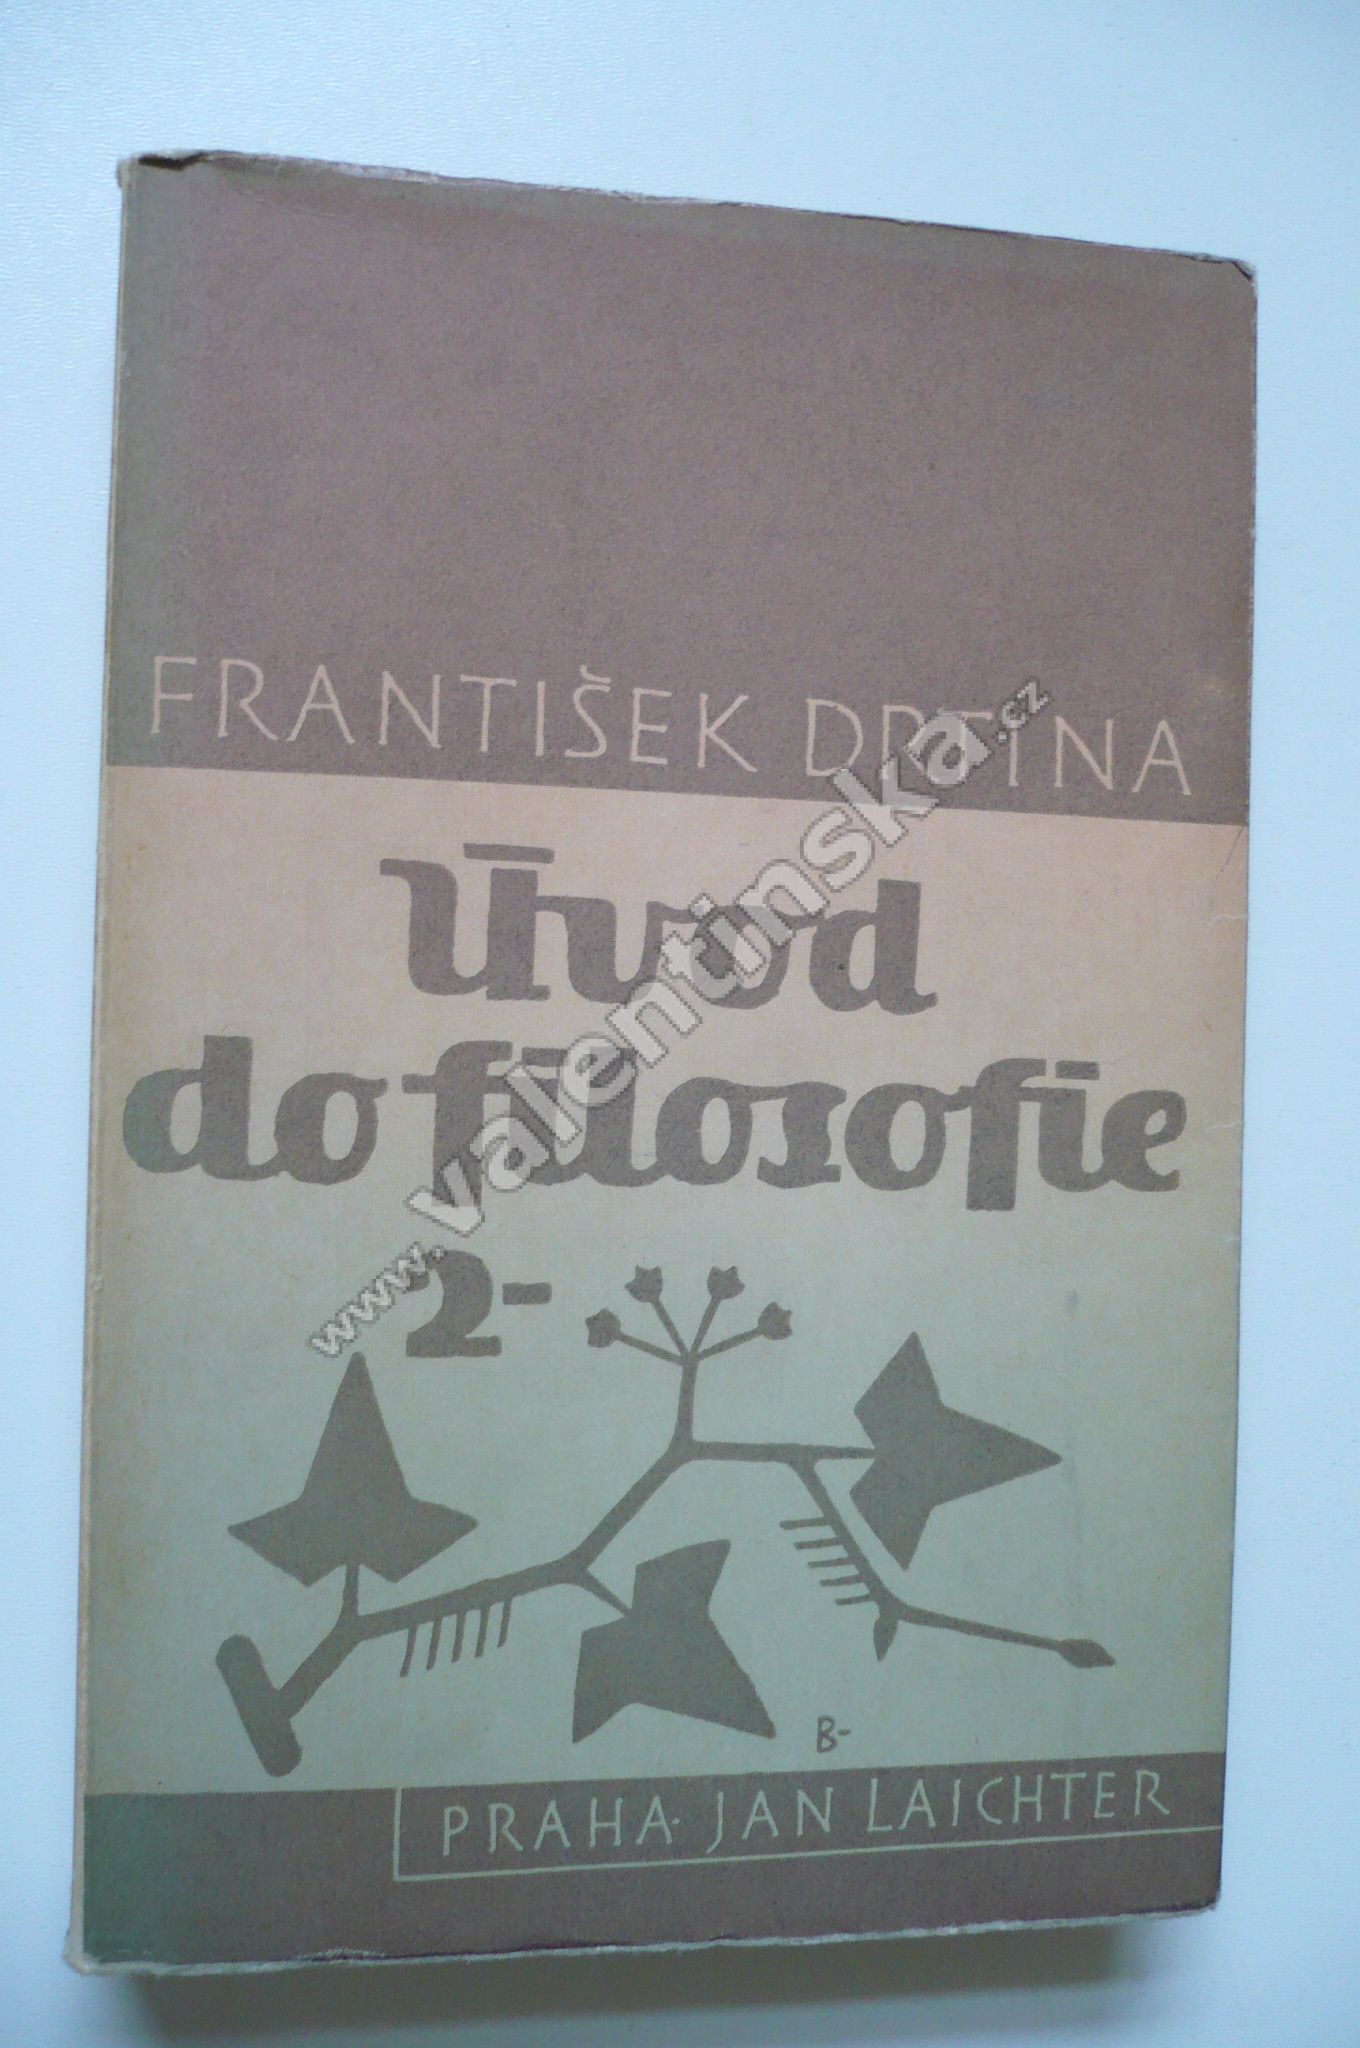 FRANTIŠEK DRTINA
Úvod
do filosofie
2-
B-
PRAHA · JAN LAICHTER
www.valentinska.cz